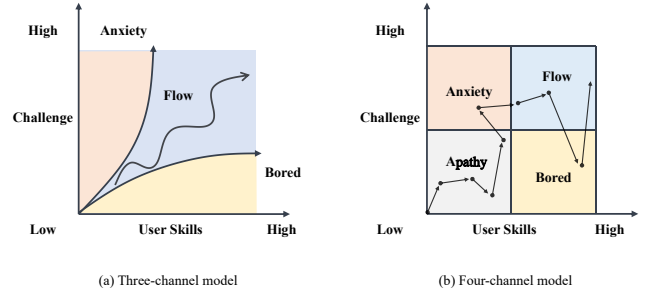 High
Anxiety
Flow
Challenge
Bored
Low
User Skills
High
(a) Three-channel model
High
Flow
Anxiety
Challenge
Apathy
Bored
Low
User Skills
High
(b) Four-channel model